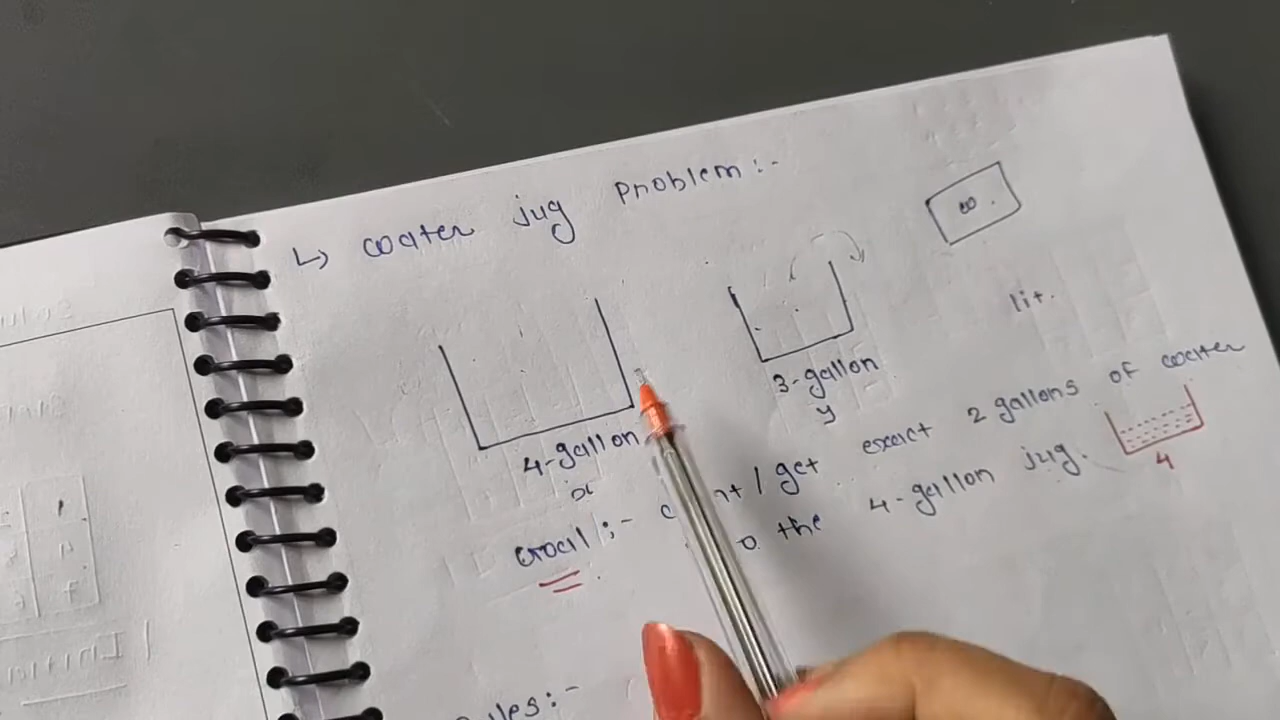 ↳ water jug problem:-
∞
lit.
4-gallon
x
3-gallon
y
Goal:- get exact 2 gallons of water
the 4-gallon jug.
4